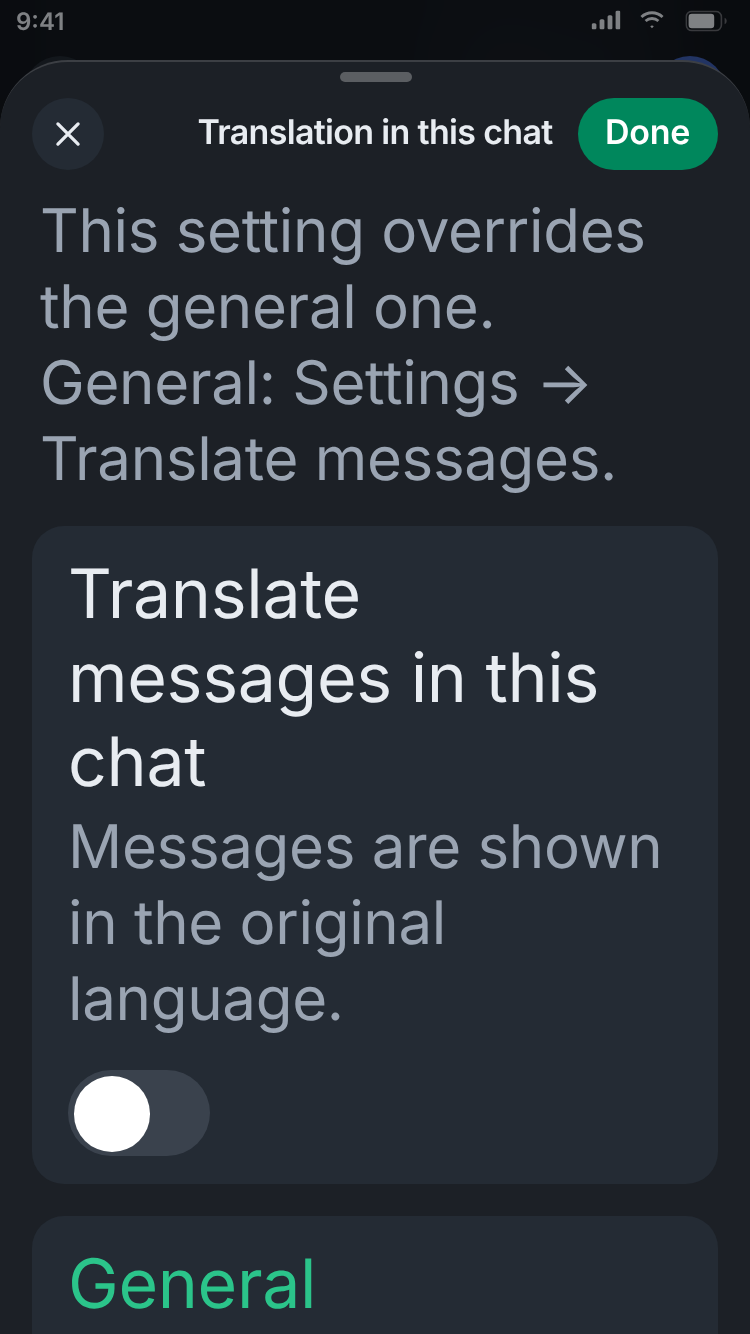 9:41
Translation in this chat
Done
This setting overrides
the general one.
General: Settings →
Translate messages.
Translate
messages in this
chat
Messages are shown
in the original
language.
General